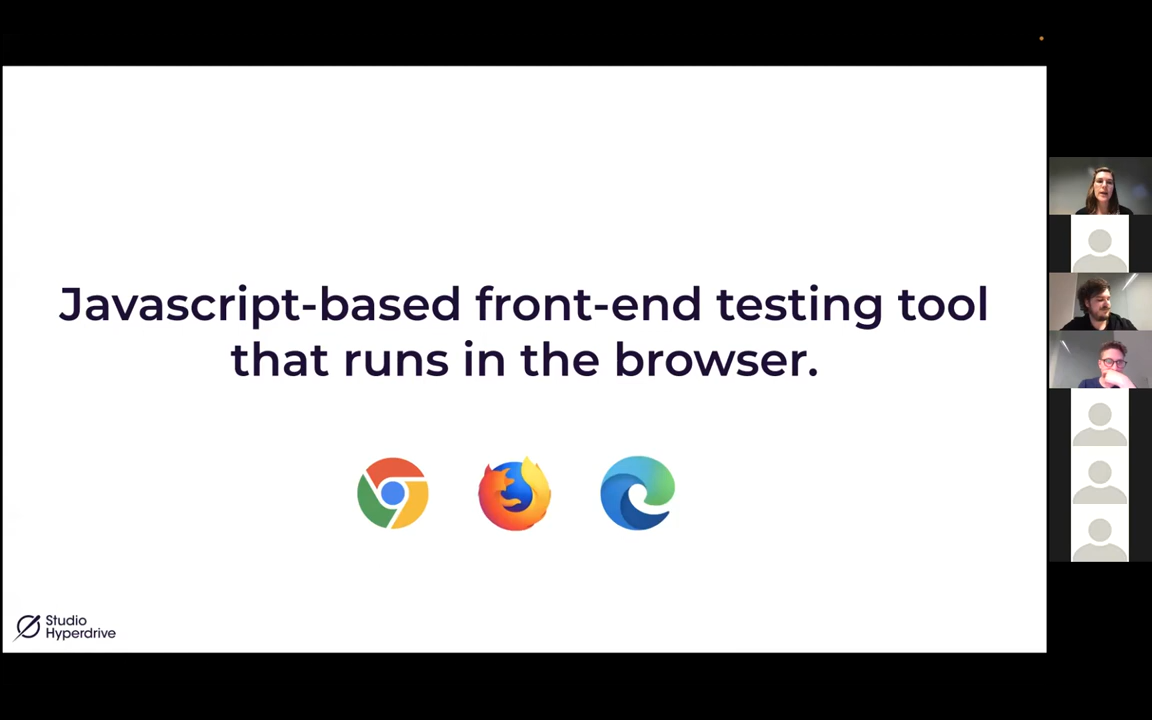 Javascript-based front-end testing tool
that runs in the browser.
Studio
Hyperdrive